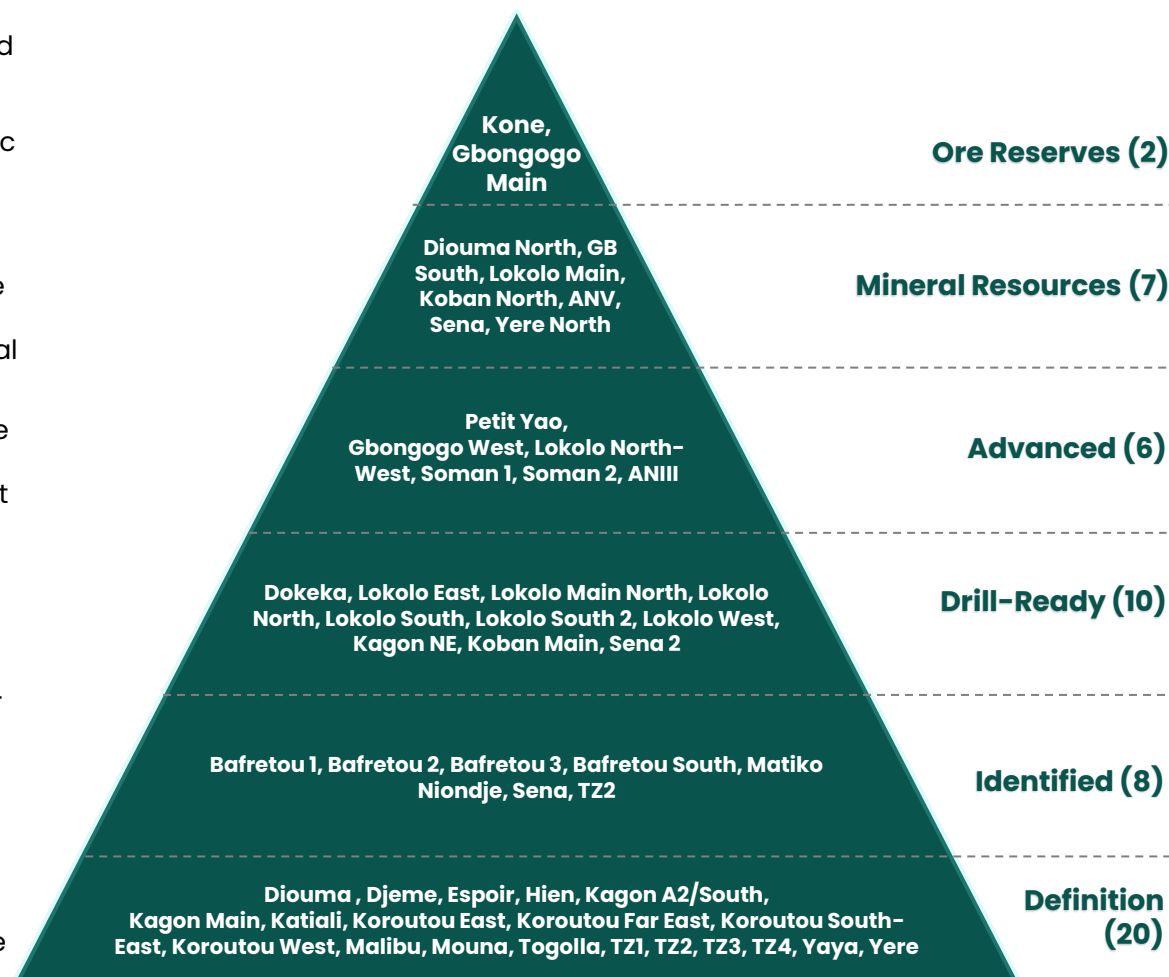 d
c
e
al
e
t
.
e
Kone,
Gbongogo
Main
Ore Reserves (2)
Diouma North, GB
South, Lokolo Main,
Koban North, ANV,
Sena, Yere North
Mineral Resources (7)
Petit Yao,
Gbongogo West, Lokolo North-
West, Soman 1, Soman 2, ANIII
Advanced (6)
Dokeka, Lokolo East, Lokolo Main North, Lokolo
North, Lokolo South, Lokolo South 2, Lokolo West,
Kagon NE, Koban Main, Sena 2
Drill-Ready (10)
Bafretou 1, Bafretou 2, Bafretou 3, Bafretou South, Matiko
Niondje, Sena, TZ2
Identified (8)
Diouma , Djeme, Espoir, Hien, Kagon A2/South,
Kagon Main, Katiali, Koroutou East, Koroutou Far East, Koroutou South-
East, Koroutou West, Malibu, Mouna, Togolla, TZ1, TZ2, TZ3, TZ4, Yaya, Yere
Definition
(20)